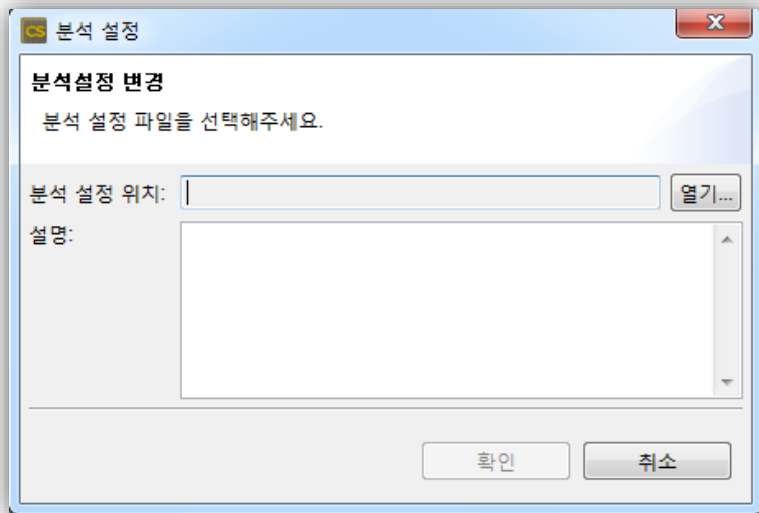 CS 분석 설정
분석설정 변경
분석 설정 파일을 선택해주세요.
분석 설정 위치: 열기...
설명:
확인 취소